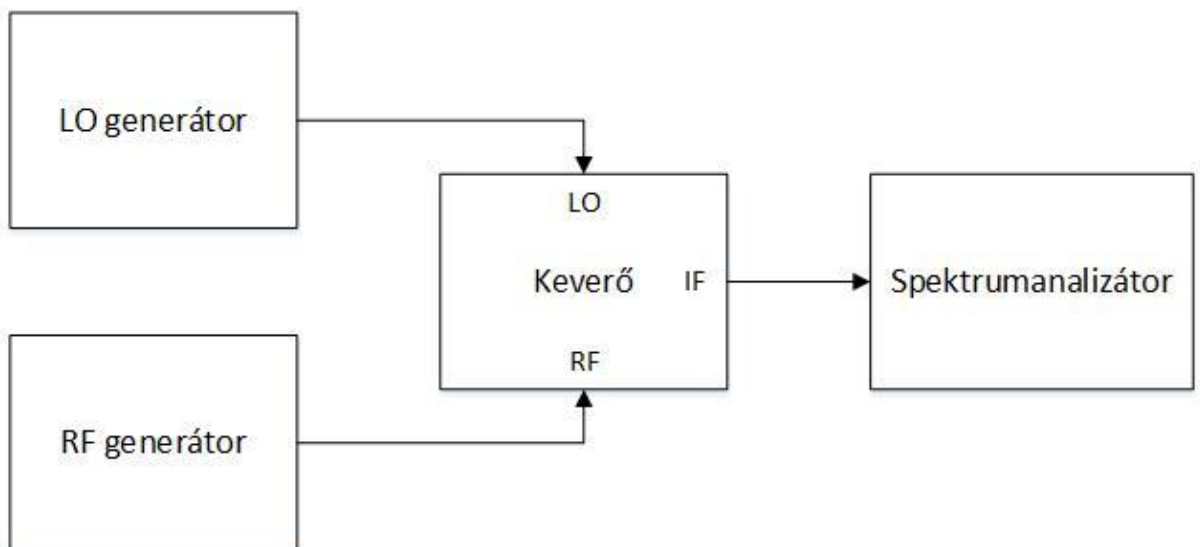 LO generátor
LO
Keverő
IF
Spektrumanalizátor
RF
RF generátor